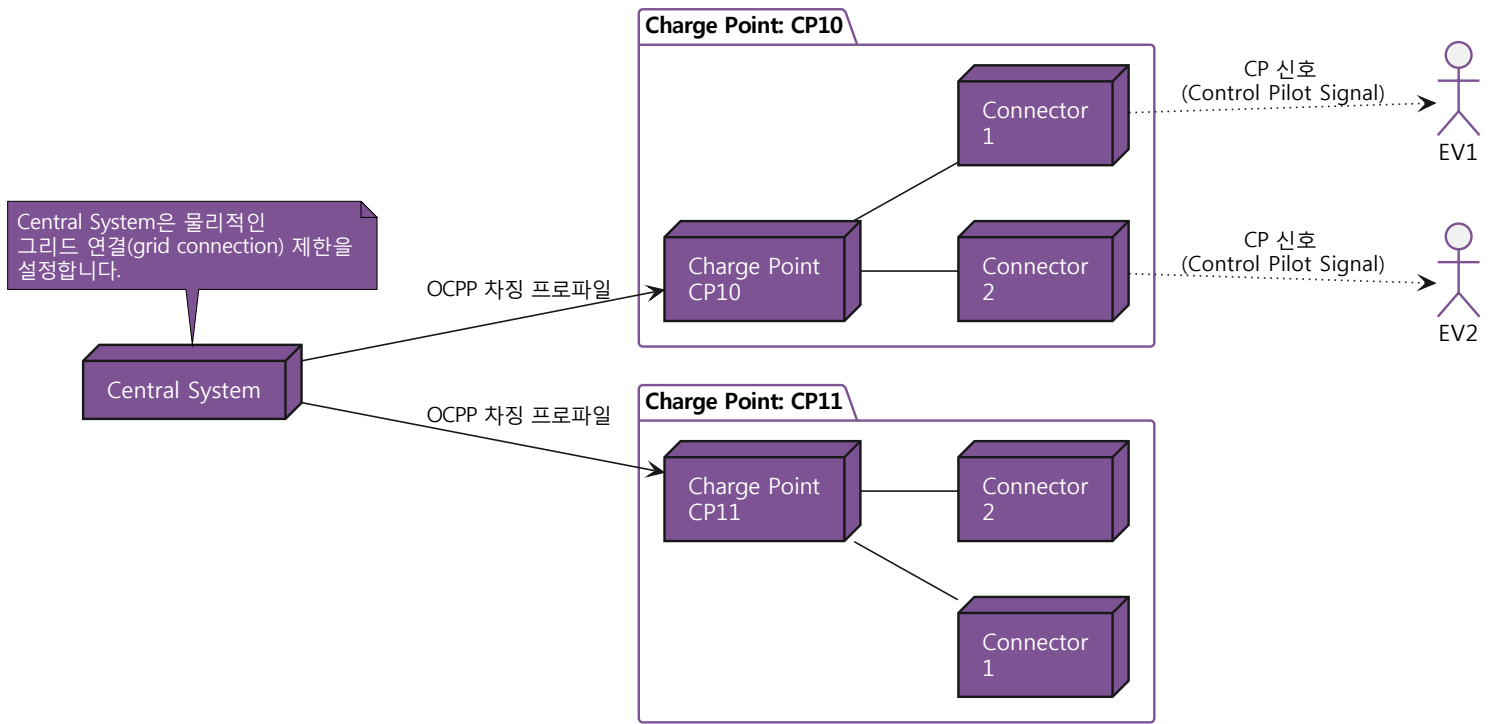 Central System은 물리적인
그리드 연결(grid connection) 제한을
설정합니다.
Central System
OCPP 차징 프로파일
OCPP 차징 프로파일
Charge Point: CP10
Charge Point
CP10
Connector
1
Connector
2
CP 신호
(Control Pilot Signal)
EV1
CP 신호
(Control Pilot Signal)
EV2
Charge Point: CP11
Charge Point
CP11
Connector
2
Connector
1